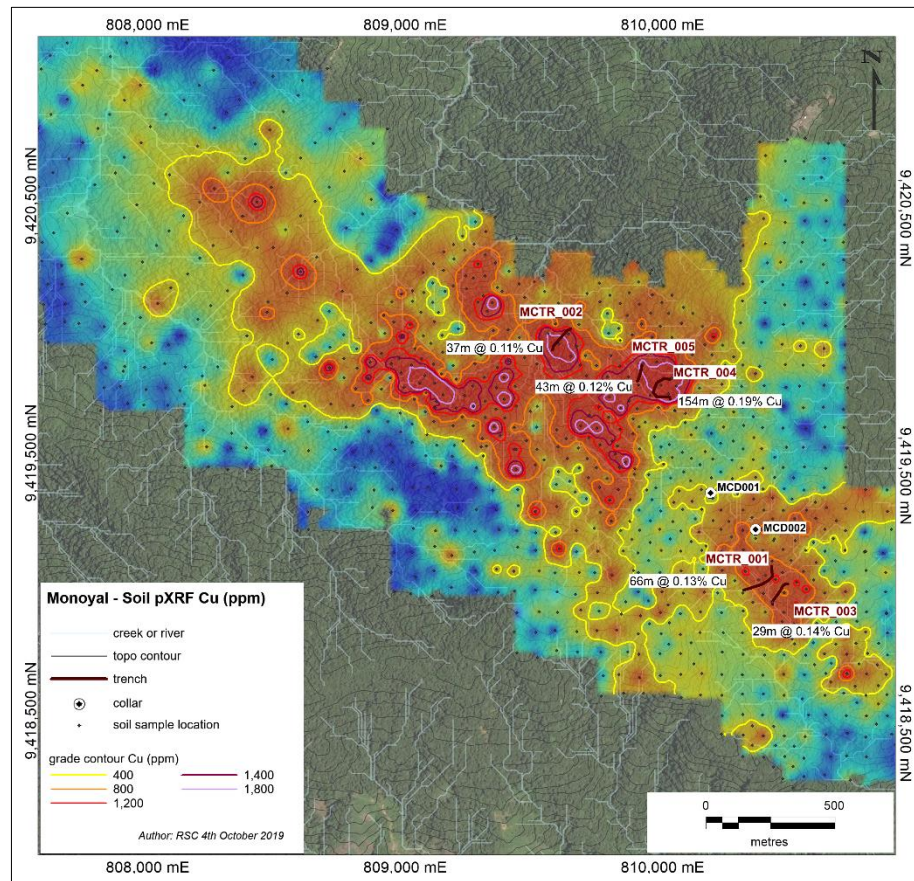 808,000 mE 809,000 mE 810,000 mE
N
9,420,500 mN
9,420,500 mN
MCTR_002
37m @ 0.11% Cu
MCTR_005
MCTR_004
43m @ 0.12% Cu
154m @ 0.19% Cu
9,419,500 mN
9,419,500 mN
MCD001
MCD002
MCTR_001
66m @ 0.13% Cu
MCTR_003
29m @ 0.14% Cu
9,418,500 mN
9,418,500 mN
Monoyal - Soil pXRF Cu (ppm)
creek or river
topo contour
trench
collar
soil sample location
grade contour Cu (ppm)
400 1,400
800 1,800
1,200
Author: RSC 4th October 2019
0 500
metres
808,000 mE 809,000 mE 810,000 mE